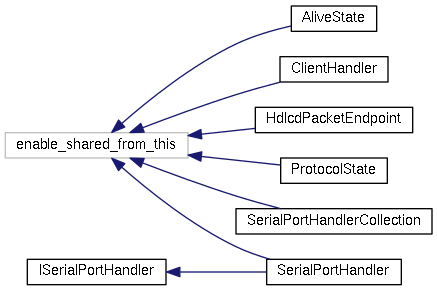 AliveState
ClientHandler
HdlcdPacketEndpoint
enable_shared_from_this
ProtocolState
SerialPortHandlerCollection
ISerialPortHandler
SerialPortHandler